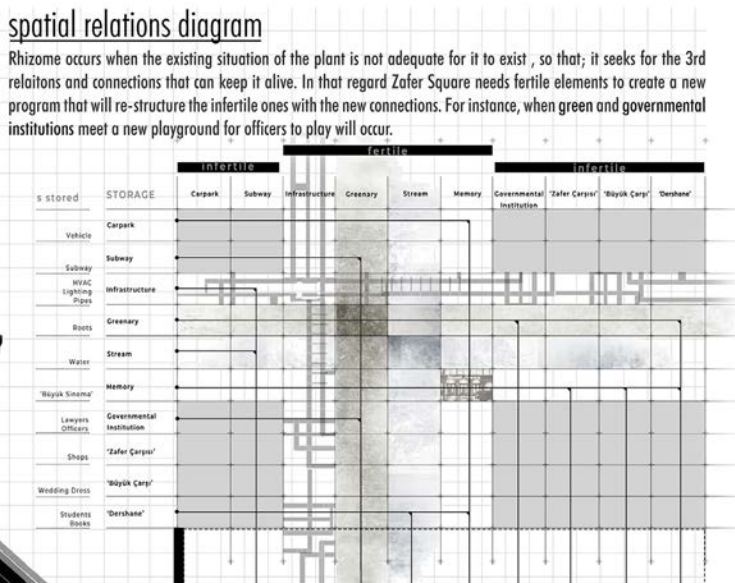 spatial relations diagram
Rhizome occurs when the existing situation of the plant is not adequate for it to exist , so that; it seeks for the 3rd
relaitons and connections that can keep it alive. In that regard Zafer Square needs fertile elements to create a new
program that will re-structure the infertile ones with the new connections. For instance, when green and governmental
institutions meet a new playground for officers to play will occur.
fertile
infertile
infertile
s stored
STORAGE
Carpark
Subway
Infrastructure
Greenary
Stream
Memory
Governmental
Institution
'Zafer Çarşısı'
'Büyük Çarşı'
'Dershane'
Vehicle
Carpark
Subway
Subway
HVAC
Lighting
Pipes
Infrastructure
Roots
Greenary
Water
Stream
'Büyük Sinema'
Memory
Lawyers
Officers
Governmental
Institution
Shops
'Zafer Çarşısı'
Wedding Dress
'Büyük Çarşı'
Students
Books
'Dershane'